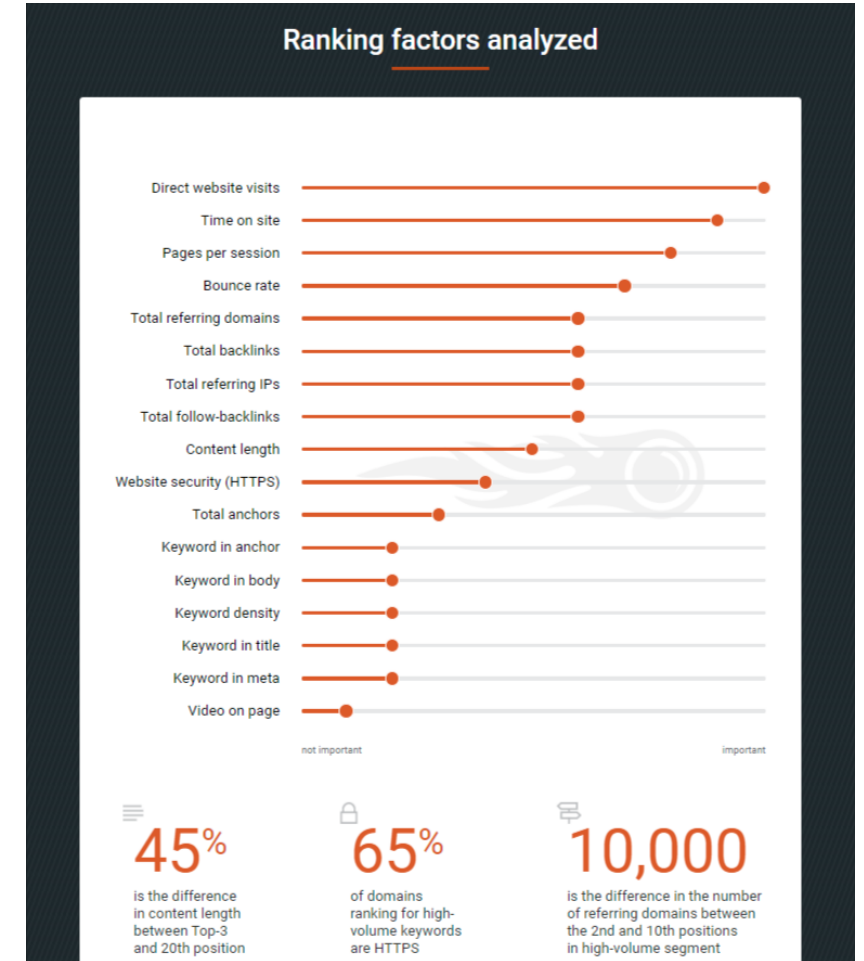 Ranking factors analyzed
Direct website visits
Time on site
Pages per session
Bounce rate
Total referring domains
Total backlinks
Total referring IPs
Total follow-backlinks
Content length
Website security (HTTPS)
Total anchors
Keyword in anchor
Keyword in body
Keyword density
Keyword in title
Keyword in meta
Video on page
not important
important
45%
is the difference
in content length
between Top-3
and 20th position
65%
of domains
ranking for high-
volume keywords
are HTTPS
10,000
is the difference in the number
of referring domains between
the 2nd and 10th positions
in high-volume segment